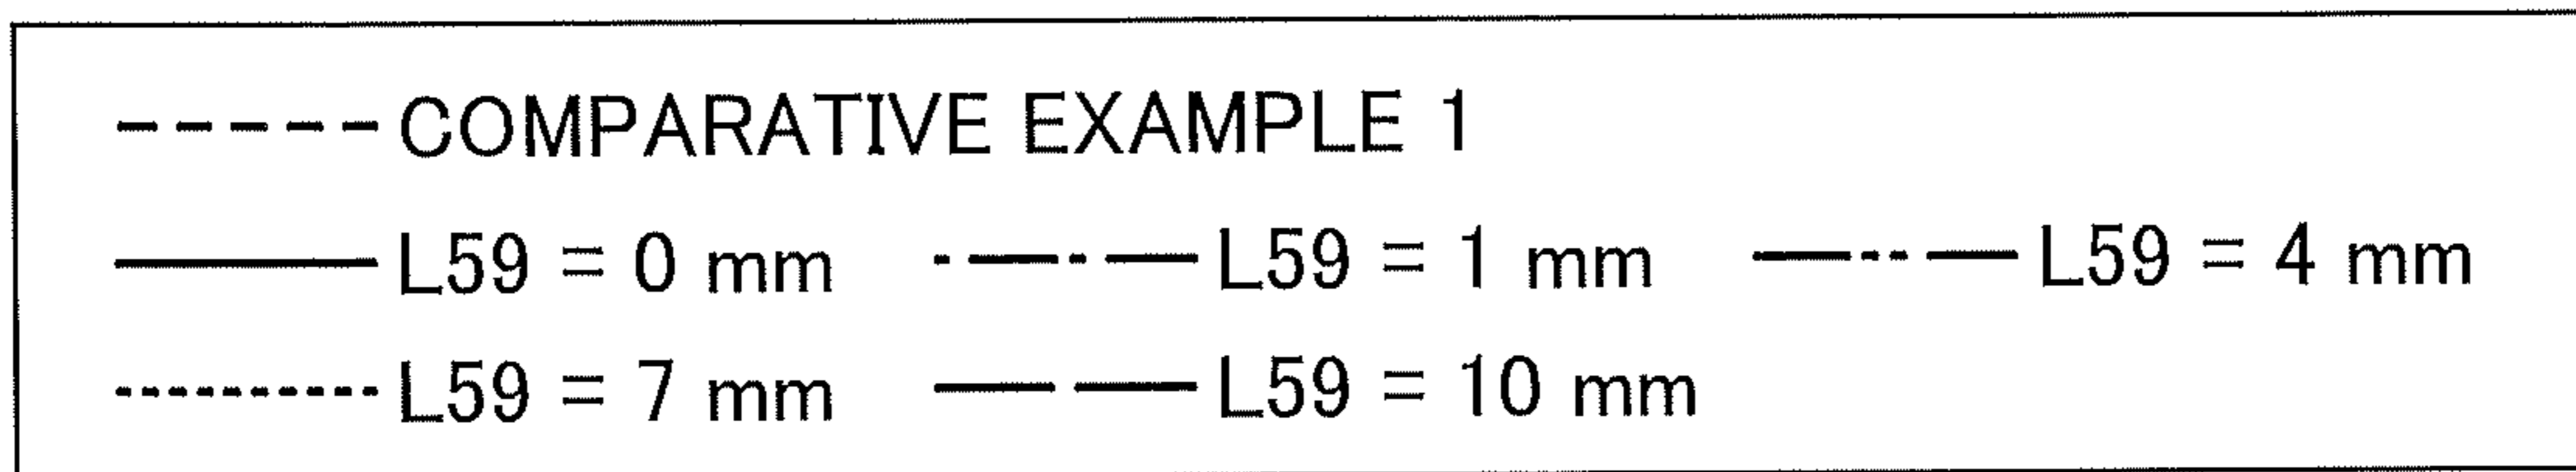 COMPARATIVE EXAMPLE 1
L59 = 0 mm L59 = 1 mm L59 = 4 mm
L59 = 7 mm L59 = 10 mm